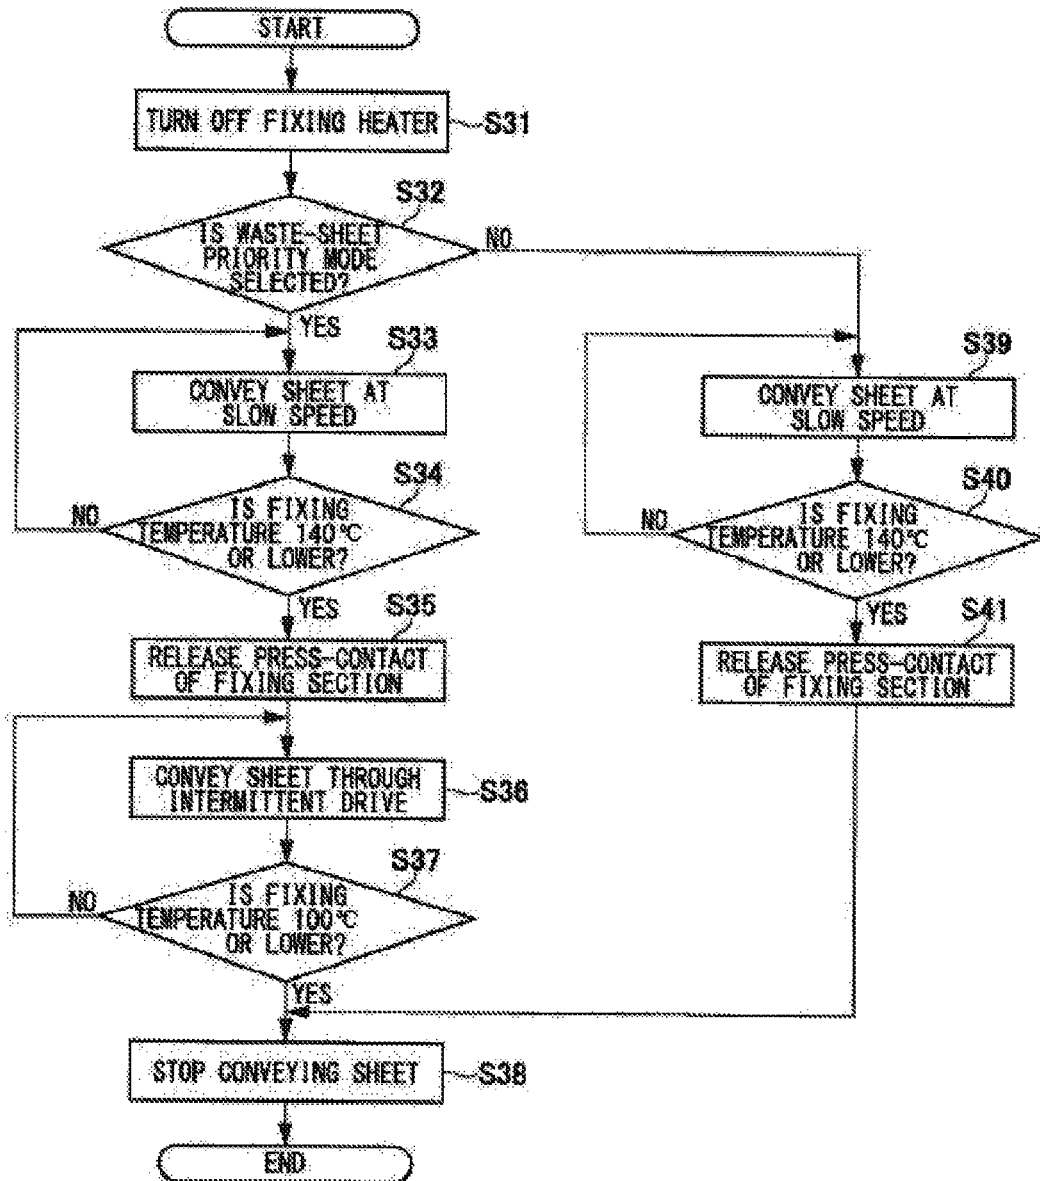 START
TURN OFF FIXING HEATER
S31
S32
IS WASTE-SHEET
PRIORITY MODE
SELECTED?
NO
YES
S33
CONVEY SHEET AT
SLOW SPEED
S34
IS FIXING
TEMPERATURE 140℃
OR LOWER?
NO
YES
S35
RELEASE PRESS-CONTACT
OF FIXING SECTION
CONVEY SHEET THROUGH
INTERMITTENT DRIVE
S36
S37
IS FIXING
TEMPERATURE 100℃
OR LOWER?
NO
YES
S39
CONVEY SHEET AT
SLOW SPEED
S40
IS FIXING
TEMPERATURE 140℃
OR LOWER?
NO
YES
S41
RELEASE PRESS-CONTACT
OF FIXING SECTION
STOP CONVEYING SHEET
S38
END